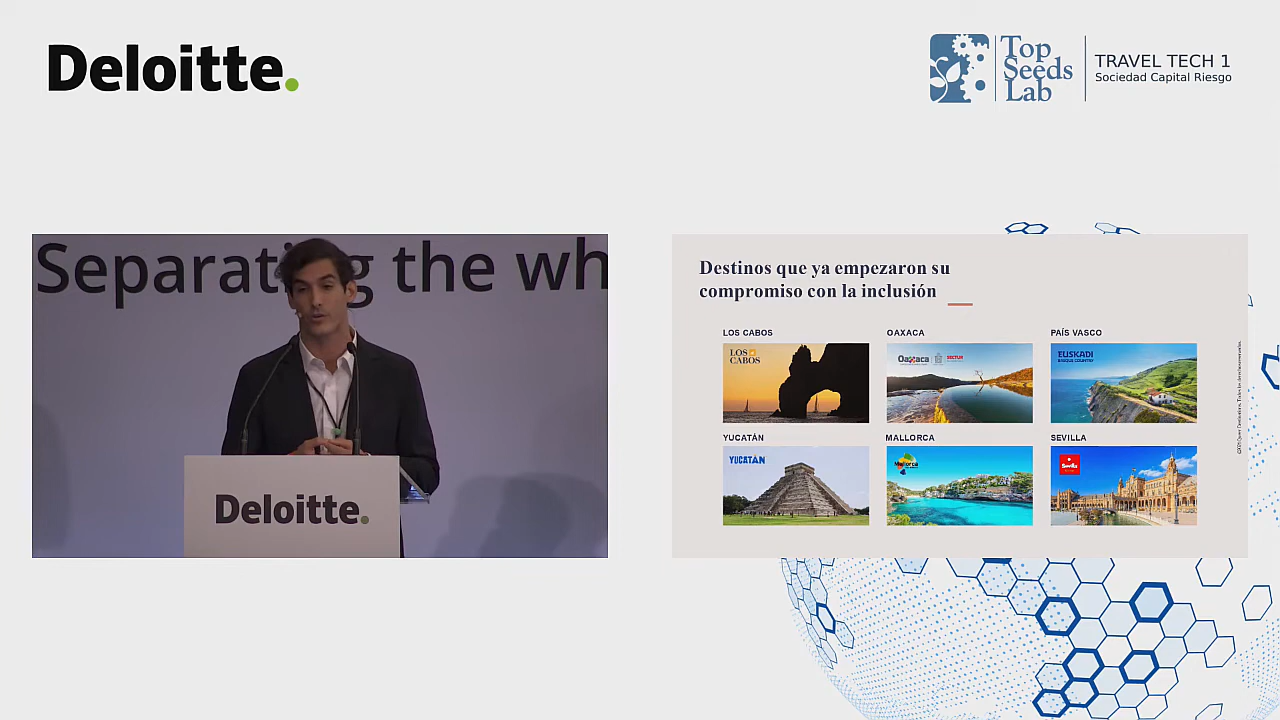 Deloitte.
Top
Seeds
Lab
TRAVEL TECH 1
Sociedad Capital Riesgo
Separating the wh
Deloitte.
Destinos que ya empezaron su
compromiso con la inclusión
LOS CABOS
OAXACA
PAÍS VASCO
LOS
CABOS
Oaxaca
SECTUR
EUSKADI
BASQUE COUNTRY
YUCATÁN
MALLORCA
SEVILLA
YUCATÁN
Mallorca
Sevilla